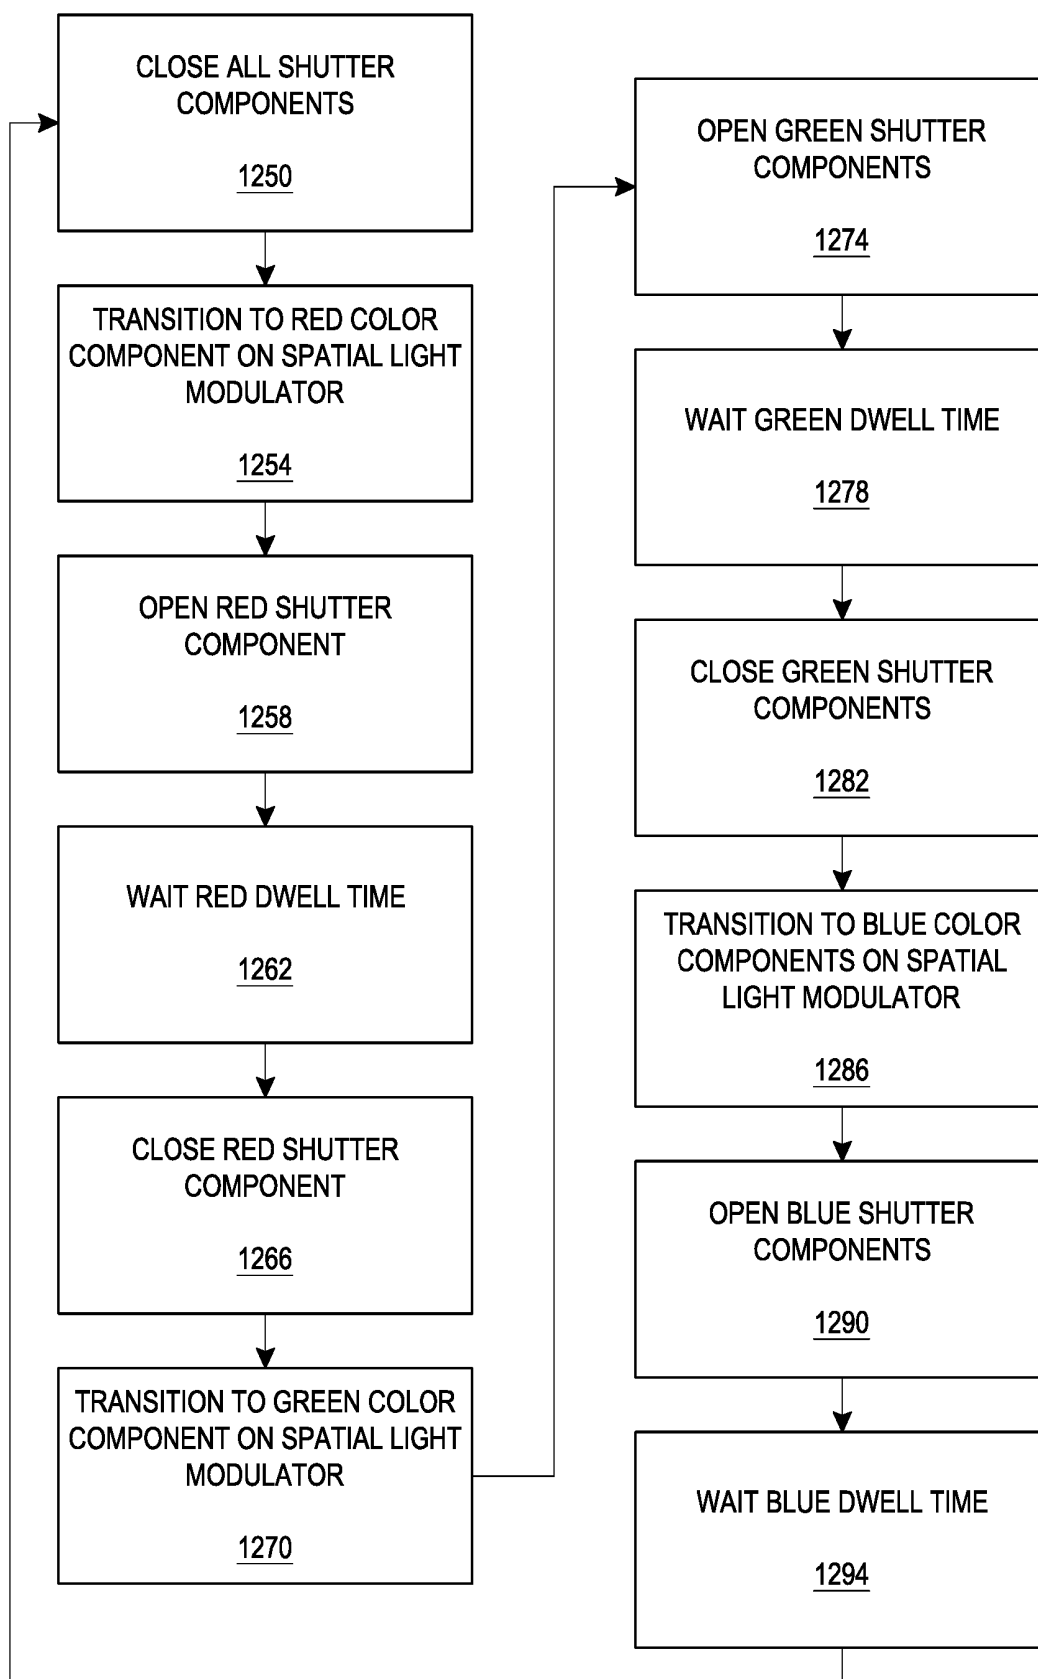 CLOSE ALL SHUTTER
COMPONENTS
1250
TRANSITION TO RED COLOR
COMPONENT ON SPATIAL LIGHT
MODULATOR
1254
OPEN RED SHUTTER
COMPONENT
1258
WAIT RED DWELL TIME
1262
CLOSE RED SHUTTER
COMPONENT
1266
TRANSITION TO GREEN COLOR
COMPONENT ON SPATIAL LIGHT
MODULATOR
1270
OPEN GREEN SHUTTER
COMPONENTS
1274
WAIT GREEN DWELL TIME
1278
CLOSE GREEN SHUTTER
COMPONENTS
1282
TRANSITION TO BLUE COLOR
COMPONENTS ON SPATIAL
LIGHT MODULATOR
1286
OPEN BLUE SHUTTER
COMPONENTS
1290
WAIT BLUE DWELL TIME
1294